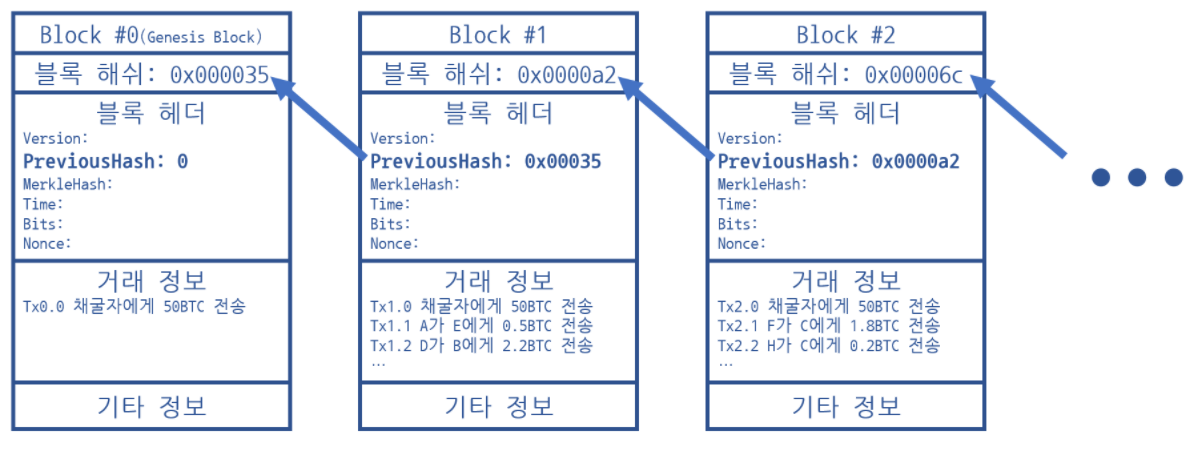 Block #0(Genesis Block)
블록 해쉬: 0x000035
블록 헤더
Version:
PreviousHash: 0
MerkleHash:
Time:
Bits:
Nonce:
거래 정보
Tx0.0 채굴자에게 50BTC 전송
기타 정보
Block #1
블록 해쉬: 0x0000a2
블록 헤더
Version:
PreviousHash: 0x00035
MerkleHash:
Time:
Bits:
Nonce:
거래 정보
Tx1.0 채굴자에게 50BTC 전송
Tx1.1 A가 E에게 0.5BTC 전송
Tx1.2 D가 B에게 2.2BTC 전송
…
기타 정보
Block #2
블록 해쉬: 0x00006c
블록 헤더
Version:
PreviousHash: 0x0000a2
MerkleHash:
Time:
Bits:
Nonce:
거래 정보
Tx2.0 채굴자에게 50BTC 전송
Tx2.1 F가 C에게 1.8BTC 전송
Tx2.2 H가 C에게 0.2BTC 전송
…
기타 정보